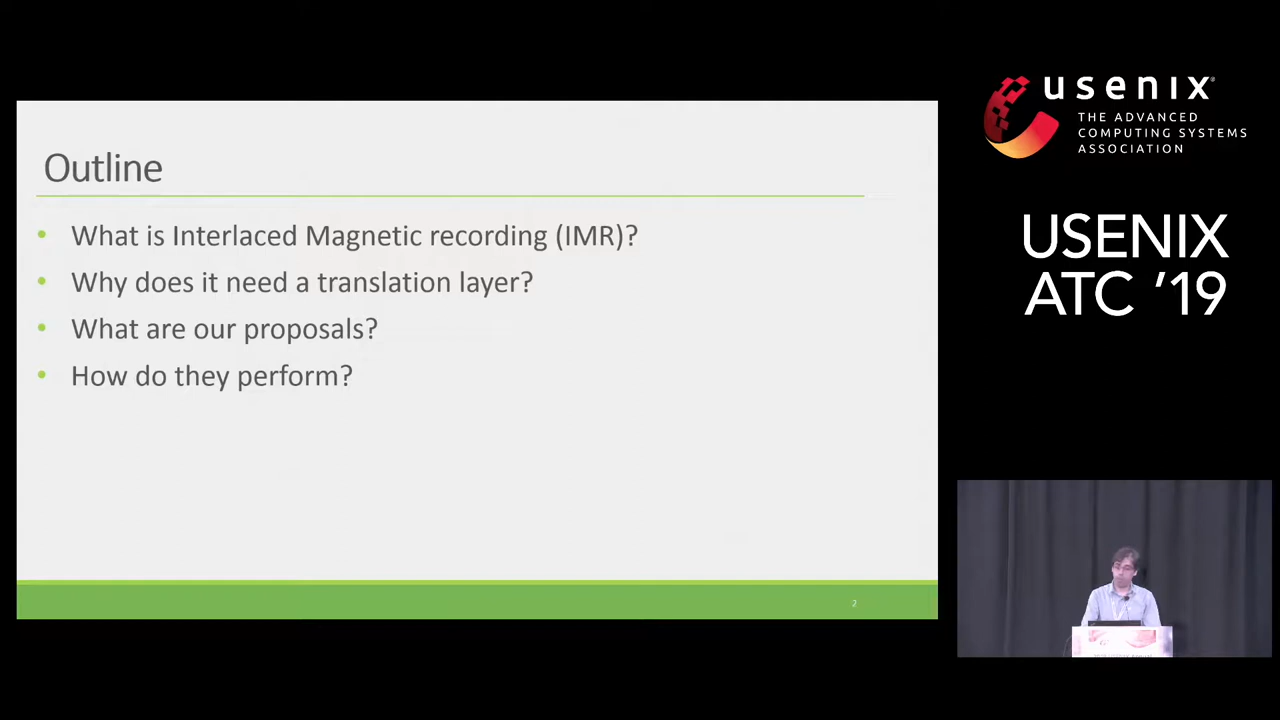 Outline
• What is Interlaced Magnetic recording (IMR)?
• Why does it need a translation layer?
• What are our proposals?
• How do they perform?
2
usenix
THE ADVANCED
COMPUTING SYSTEMS
ASSOCIATION
USENIX
ATC ’19